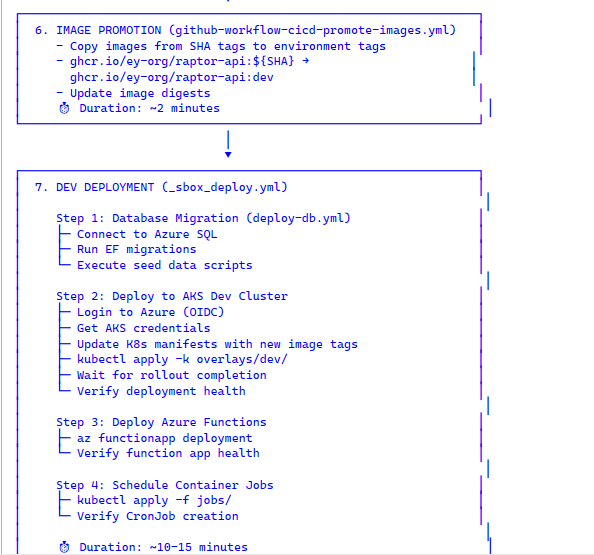 6. IMAGE PROMOTION (github-workflow-cicd-promote-images.yml)
- Copy images from SHA tags to environment tags
- ghcr.io/ey-org/raptor-api:${SHA} →
ghcr.io/ey-org/raptor-api:dev
- Update image digests
⏱ Duration: ~2 minutes
7. DEV DEPLOYMENT (_sbox_deploy.yml)
Step 1: Database Migration (deploy-db.yml)
├─ Connect to Azure SQL
├─ Run EF migrations
└─ Execute seed data scripts
Step 2: Deploy to AKS Dev Cluster
├─ Login to Azure (OIDC)
├─ Get AKS credentials
├─ Update K8s manifests with new image tags
├─ kubectl apply -k overlays/dev/
├─ Wait for rollout completion
└─ Verify deployment health
Step 3: Deploy Azure Functions
├─ az functionapp deployment
└─ Verify function app health
Step 4: Schedule Container Jobs
├─ kubectl apply -f jobs/
└─ Verify CronJob creation
⏱ Duration: ~10-15 minutes